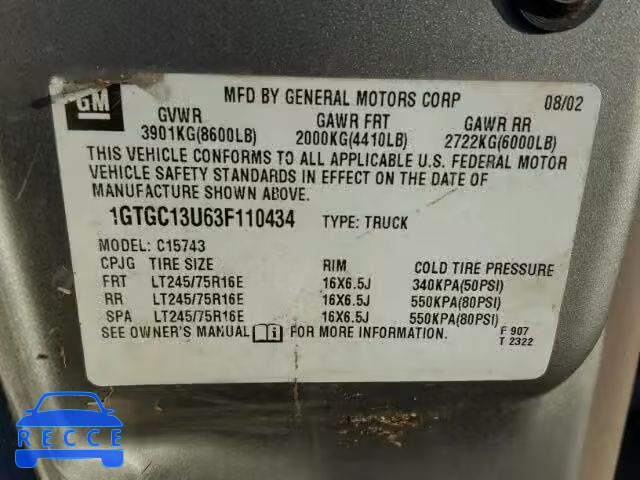 GM
MFD BY GENERAL MOTORS CORP 08/02
GVWR GAWR FRT GAWR RR
3901KG(8600LB) 2000KG(4410LB) 2722KG(6000LB)
THIS VEHICLE CONFORMS TO ALL APPLICABLE U.S. FEDERAL MOTOR
VEHICLE SAFETY STANDARDS IN EFFECT ON THE DATE OF
MANUFACTURE SHOWN ABOVE.
1GTGC13U63F110434 TYPE: TRUCK
MODEL: C15743
CPJG TIRE SIZE RIM COLD TIRE PRESSURE
FRT LT245/75R16E 16X6.5J 340KPA(50PSI)
RR LT245/75R16E 16X6.5J 550KPA(80PSI)
SPA LT245/75R16E 16X6.5J 550KPA(80PSI)
SEE OWNER'S MANUAL FOR MORE INFORMATION.
F 907
T 2322
RECCE